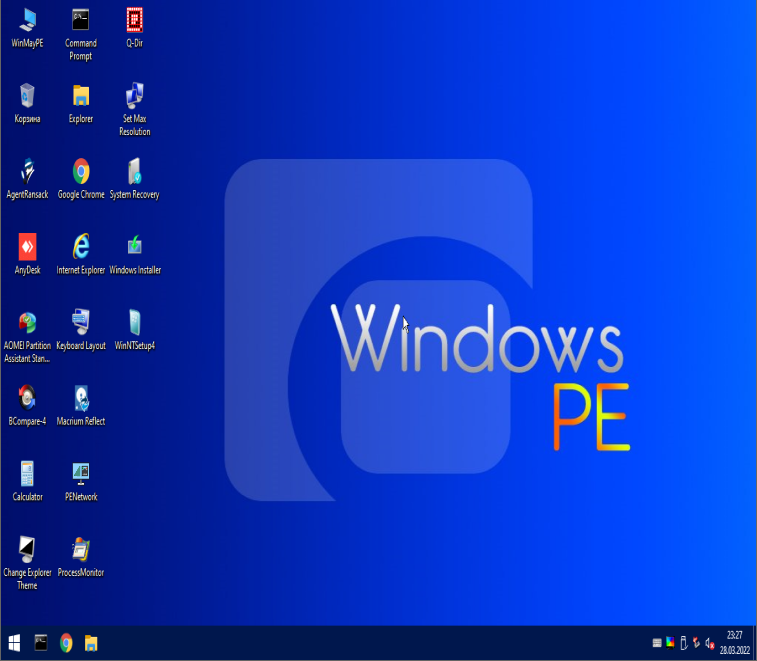 WinMayPE
Command
Prompt
Q-Dir
Корзина
Explorer
Set Max
Resolution
AgentRansack
Google Chrome
System Recovery
AnyDesk
Internet Explorer
Windows Installer
AOMEI Partition
Assistant Stan...
Keyboard Layout
WinNTSetup4
BCompare-4
Macrium Reflect
Calculator
PENetwork
Change Explorer
Theme
ProcessMonitor
Windows
PE
23:27
28.03.2022